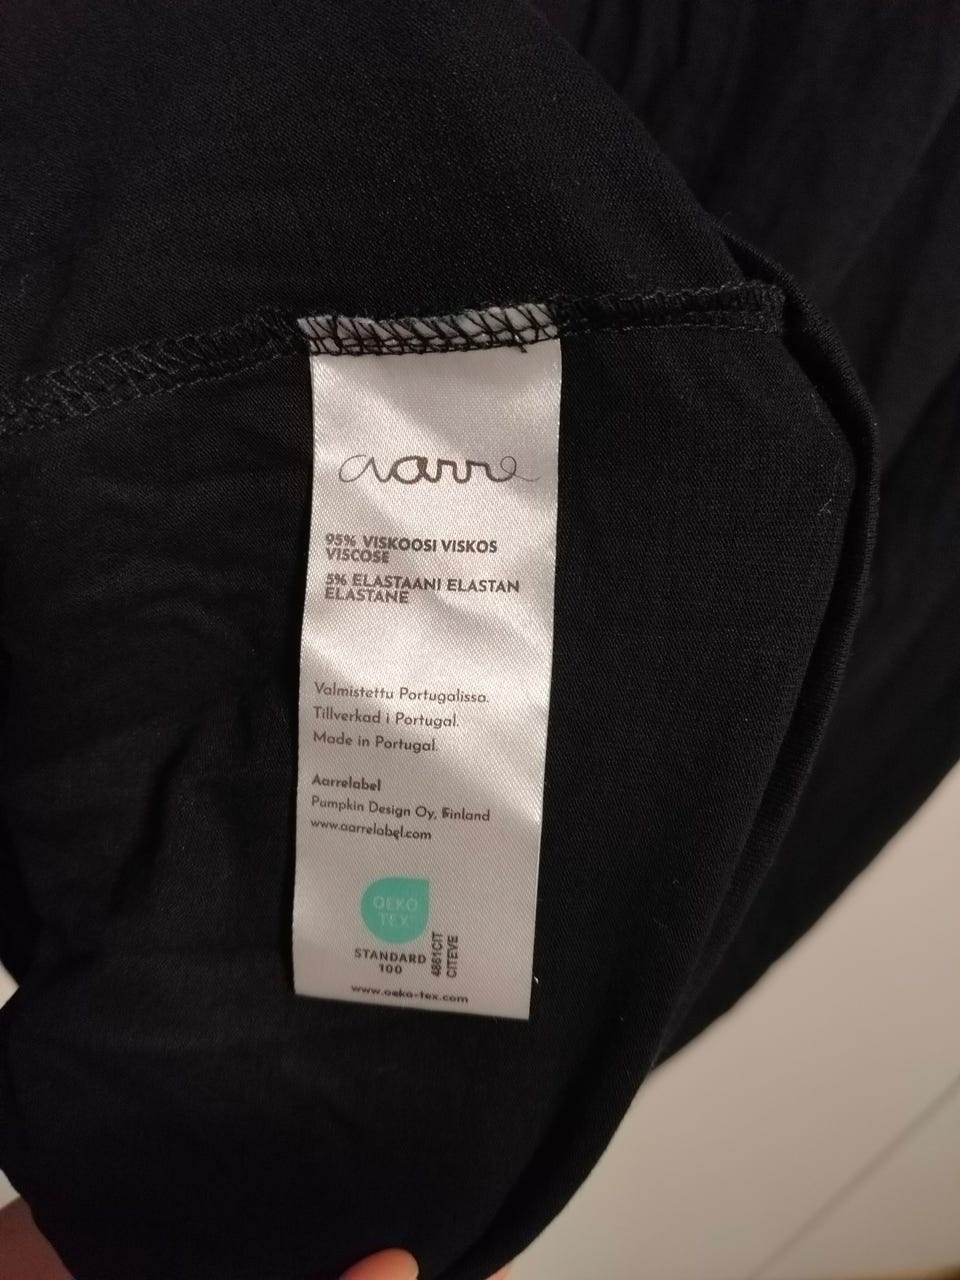 aarre
95% VISKOOSI VISKOS
VISCOSE
5% ELASTAANI ELASTAN
ELASTANE
Valmistettu Portugalissa.
Tillverkad i Portugal.
Made in Portugal.
Aarrelabel
Pumpkin Design Oy, Finland
www.aarrelabel.com
OEKO
TEX
STANDARD
100
4861CIT
CITEVE
www.oeko-tex.com